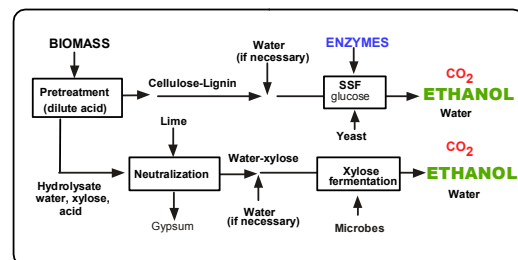 BIOMASS
Pretreatment
(dilute acid)
Cellulose-Lignin
Water
(if necessary)
ENZYMES
SSF
glucose
Yeast
CO2
ETHANOL
Water
Hydrolysate
water, xylose,
acid
Lime
Neutralization
Gypsum
Water-xylose
Water
(if necessary)
Xylose
fermentation
Microbes
CO2
ETHANOL
Water